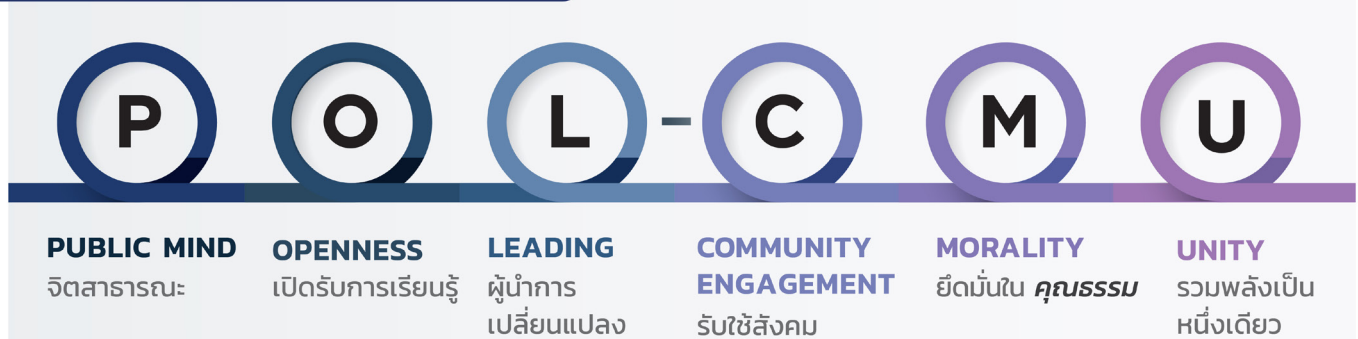 P O L - C M U
PUBLIC MIND
จิตสาธารณะ
OPENNESS
เปิดรับการเรียนรู้
LEADING
ผู้นำการ
เปลี่ยนแปลง
COMMUNITY
ENGAGEMENT
รับใช้สังคม
MORALITY
ยึดมั่นใน คุณธรรม
UNITY
รวมพลังเป็น
หนึ่งเดียว